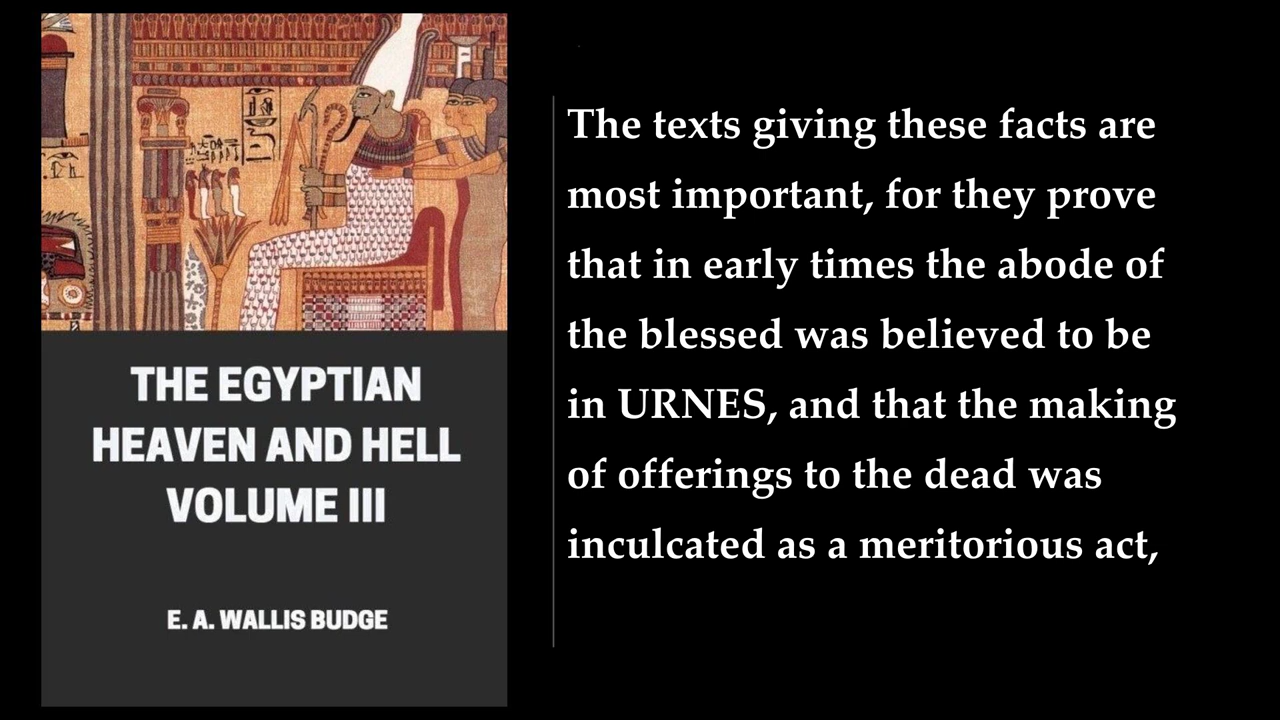 THE EGYPTIAN
HEAVEN AND HELL
VOLUME III
E. A. WALLIS BUDGE
The texts giving these facts are
most important, for they prove
that in early times the abode of
the blessed was believed to be
in URNES, and that the making
of offerings to the dead was
inculcated as a meritorious act,